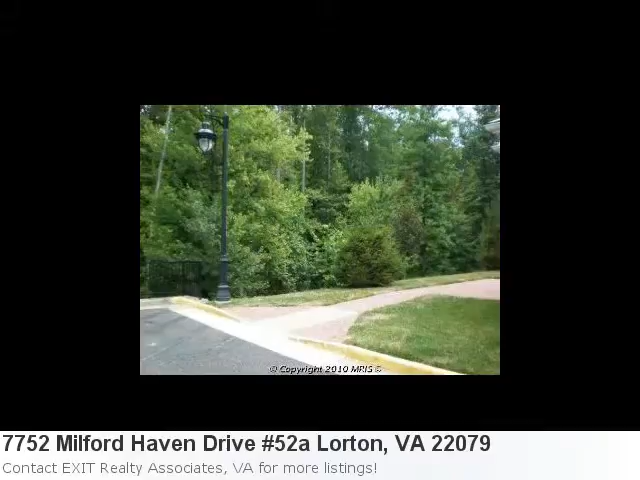 © Copyright 2010 MRIS ©
7752 Milford Haven Drive #52a Lorton, VA 22079
Contact EXIT Realty Associates, VA for more listings!